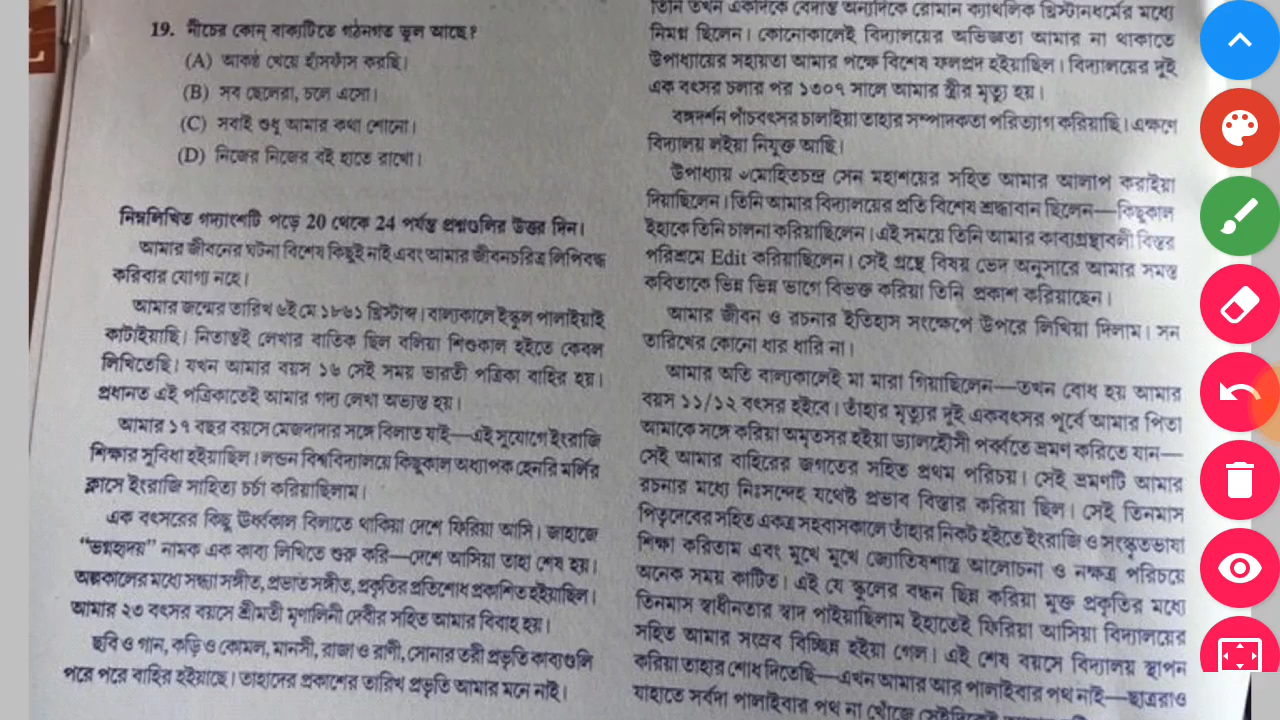 19. নীচের কোন্ বাক্যটিতে গঠনগত ভুল আছে?
(A) আকণ্ঠ খেয়ে হাঁসফাঁস করছি।
(B) সব ছেলেরা, চলে এসো।
(C) সবাই শুধু আমার কথা শোনো।
(D) নিজের নিজের বই হাতে রাখো।
নিম্নলিখিত গদ্যাংশটি পড়ে 20 থেকে 24 পর্যন্ত প্রশ্নগুলির উত্তর দিন।
আমার জীবনের ঘটনা বিশেষ কিছুই নাই এবং আমার জীবনচরিত্র লিপিবদ্ধ
করিবার যোগ্য নহে।
আমার জন্মের তারিখ ৬ই মে ১৮৬১ খ্রিস্টাব্দ। বাল্যকালে ইস্কুল পালাইয়াই
কাটাইয়াছি। নিতান্তই লেখার বাতিক ছিল বলিয়া শিশুকাল হইতে কেবল
লিখিতেছি। যখন আমার বয়স ১৬ সেই সময় ভারতী পত্রিকা বাহির হয়।
প্রধানত এই পত্রিকাতেই আমার গদ্য লেখা অভ্যস্ত হয়।
আমার ১৭ বছর বয়সে মেজদাদার সঙ্গে বিলাত যাই—এই সুযোগে ইংরাজি
শিক্ষার সুবিধা হইয়াছিল। লন্ডন বিশ্ববিদ্যালয়ে কিছুকাল অধ্যাপক হেনরি মর্লির
ক্লাসে ইংরাজি সাহিত্য চর্চা করিয়াছিলাম।
এক বৎসরের কিছু ঊর্ধ্বকাল বিলাতে থাকিয়া দেশে ফিরিয়া আসি। জাহাজে
“ভগ্নহৃদয়” নামক এক কাব্য লিখিতে শুরু করি—দেশে আসিয়া তাহা শেষ হয়।
অল্পকালের মধ্যে সন্ধ্যা সঙ্গীত, প্রভাত সঙ্গীত, প্রকৃতির প্রতিশোধ প্রকাশিত হইয়াছিল।
আমার ২৩ বৎসর বয়সে শ্রীমতী মৃণালিনী দেবীর সহিত আমার বিবাহ হয়।
ছবি ও গান, কড়ি ও কোমল, মানসী, রাজা ও রাণী, সোনার তরী প্রভৃতি কাব্যগুলি
পরে পরে বাহির হইয়াছে। তাহাদের প্রকাশের তারিখ প্রভৃতি আমার মনে নাই।
তিনি তখন একদিকে বেদান্ত অন্যদিকে রোমান ক্যাথলিক খ্রিস্টানধর্মের মধ্যে
নিমগ্ন ছিলেন। কোনোকালেই বিদ্যালয়ের অভিজ্ঞতা আমার না থাকাতে
উপাধ্যায়ের সহায়তা আমার পক্ষে বিশেষ ফলপ্রদ হইয়াছিল। বিদ্যালয়ের দুই
এক বৎসর চলার পর ১৩০৭ সালে আমার স্ত্রীর মৃত্যু হয়।
বঙ্গদর্শন পাঁচবৎসর চালাইয়া তাহার সম্পাদকতা পরিত্যাগ করিয়াছি। এক্ষণে
বিদ্যালয় লইয়া নিযুক্ত আছি।
উপাধ্যায় ৺মোহিতচন্দ্র সেন মহাশয়ের সহিত আমার আলাপ করাইয়া
দিয়াছিলেন। তিনি আমার বিদ্যালয়ের প্রতি বিশেষ শ্রদ্ধাবান ছিলেন—কিছুকাল
ইহাকে তিনি চালনা করিয়াছিলেন। এই সময়ে তিনি আমার কাব্যগ্রন্থাবলী বিস্তর
পরিশ্রমে Edit করিয়াছিলেন। সেই গ্রন্থে বিষয় ভেদ অনুসারে আমার সমস্ত
কবিতাকে ভিন্ন ভিন্ন ভাগে বিভক্ত করিয়া তিনি প্রকাশ করিয়াছেন।
আমার জীবন ও রচনার ইতিহাস সংক্ষেপে উপরে লিখিয়া দিলাম। সন
তারিখের কোনো ধার ধারি না।
আমার অতি বাল্যকালেই মা মারা গিয়াছিলেন—তখন বোধ হয় আমার
বয়স ১১/১২ বৎসর হইবে। তাঁহার মৃত্যুর দুই একবৎসর পূর্বে আমার পিতা
আমাকে সঙ্গে করিয়া অমৃতসর হইয়া ড্যালহৌসী পর্ব্বতে ভ্রমণ করিতে যান—
সেই আমার বাহিরের জগতের সহিত প্রথম পরিচয়। সেই ভ্রমণটি আমার
রচনার মধ্যে নিঃসন্দেহ যথেষ্ট প্রভাব বিস্তার করিয়া ছিল। সেই তিনমাস
পিতৃদেবের সহিত একত্র সহবাসকালে তাঁহার নিকট হইতে ইংরাজি ও সংস্কৃতভাষা
শিক্ষা করিতাম এবং মুখে মুখে জ্যোতিষশাস্ত্র আলোচনা ও নক্ষত্র পরিচয়ে
অনেক সময় কাটিত। এই যে স্কুলের বন্ধন ছিন্ন করিয়া মুক্ত প্রকৃতির মধ্যে
তিনমাস স্বাধীনতার স্বাদ পাইয়াছিলাম ইহাতেই ফিরিয়া আসিয়া বিদ্যালয়ের
সহিত আমার সংস্রব বিচ্ছিন্ন হইয়া গেল। এই শেষ বয়সে বিদ্যালয় স্থাপন
করিয়া তাহার শোধ দিতেছি—এখন আমার আর পালাইবার পথ নাই—ছাত্ররাও
যাহাতে সর্বদা পালাইবার পথ না খোঁজে সেইদিকেই